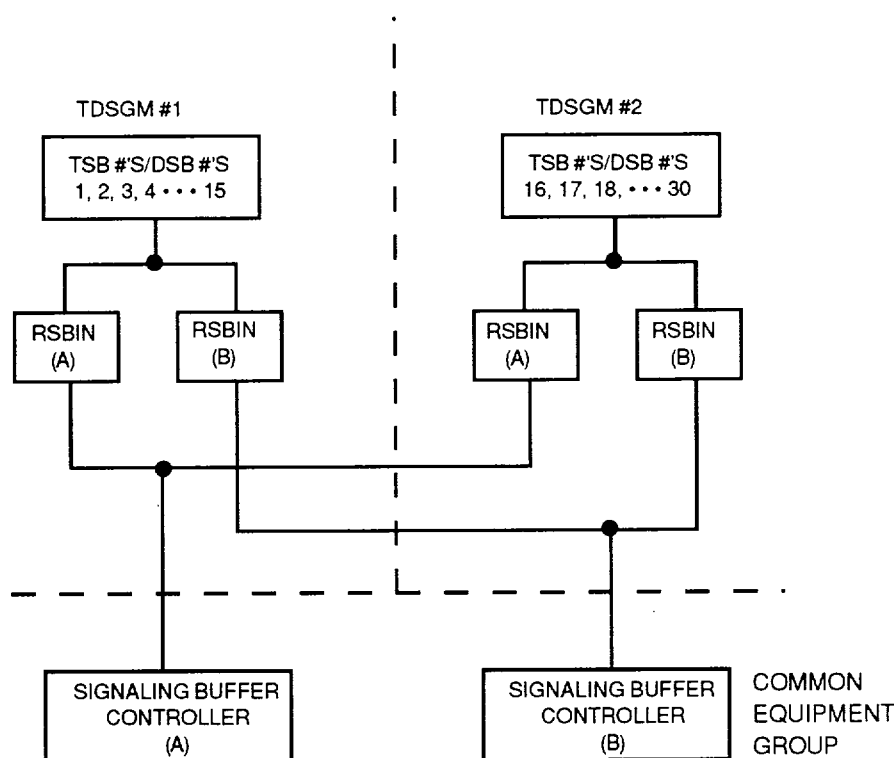 TDSGM #1
TSB #'S/DSB #'S
1, 2, 3, 4 • • • 15
RSBIN
(A)
RSBIN
(B)
TDSGM #2
TSB #'S/DSB #'S
16, 17, 18, • • • 30
RSBIN
(A)
RSBIN
(B)
SIGNALING BUFFER
CONTROLLER
(A)
SIGNALING BUFFER
CONTROLLER
(B)
COMMON
EQUIPMENT
GROUP